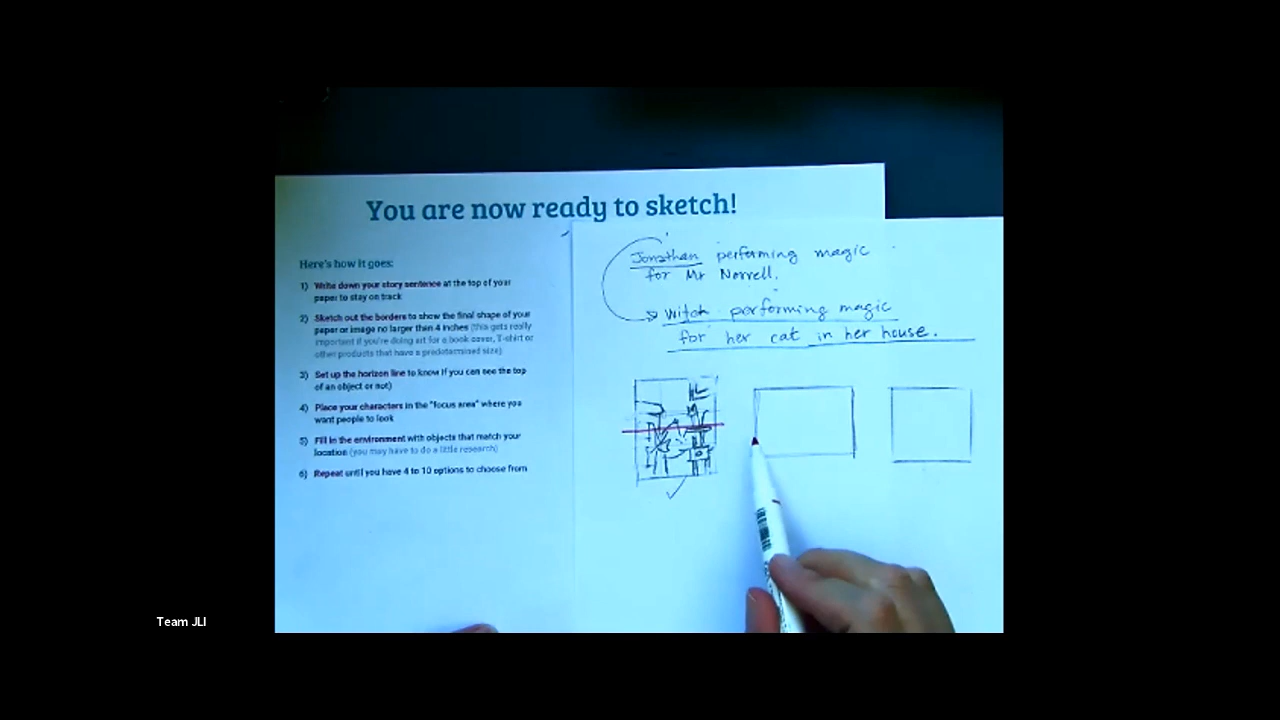 You are now ready to sketch!
Here's how it goes:
1) Write down your story sentence at the top of your
paper to stay on track
2) Sketch out the borders to show the final shape of your
paper or image no larger than 4 inches (this gets really
important if you're doing art for a book cover, T-shirt or
other products that have a predetermined size)
3) Set up the horizon line to know if you can see the top
of an object or not)
4) Place your characters in the "focus area" where you
want people to look
5) Fill in the environment with objects that match your
location (you may have to do a little research)
6) Repeat until you have 4 to 10 options to choose from
Jonathan performing magic
for Mr Norrell.
Witch performing magic
for her cat in her house.
Team JLI